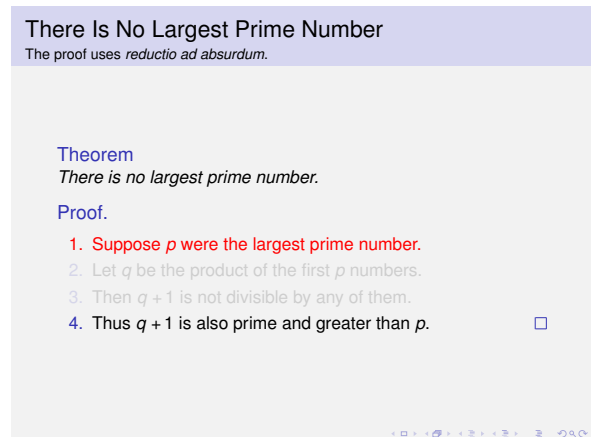 There Is No Largest Prime Number
The proof uses reductio ad absurdum.
Theorem
There is no largest prime number.
Proof.
1. Suppose p were the largest prime number.
2. Let q be the product of the first p numbers.
3. Then q + 1 is not divisible by any of them.
4. Thus q + 1 is also prime and greater than p. □